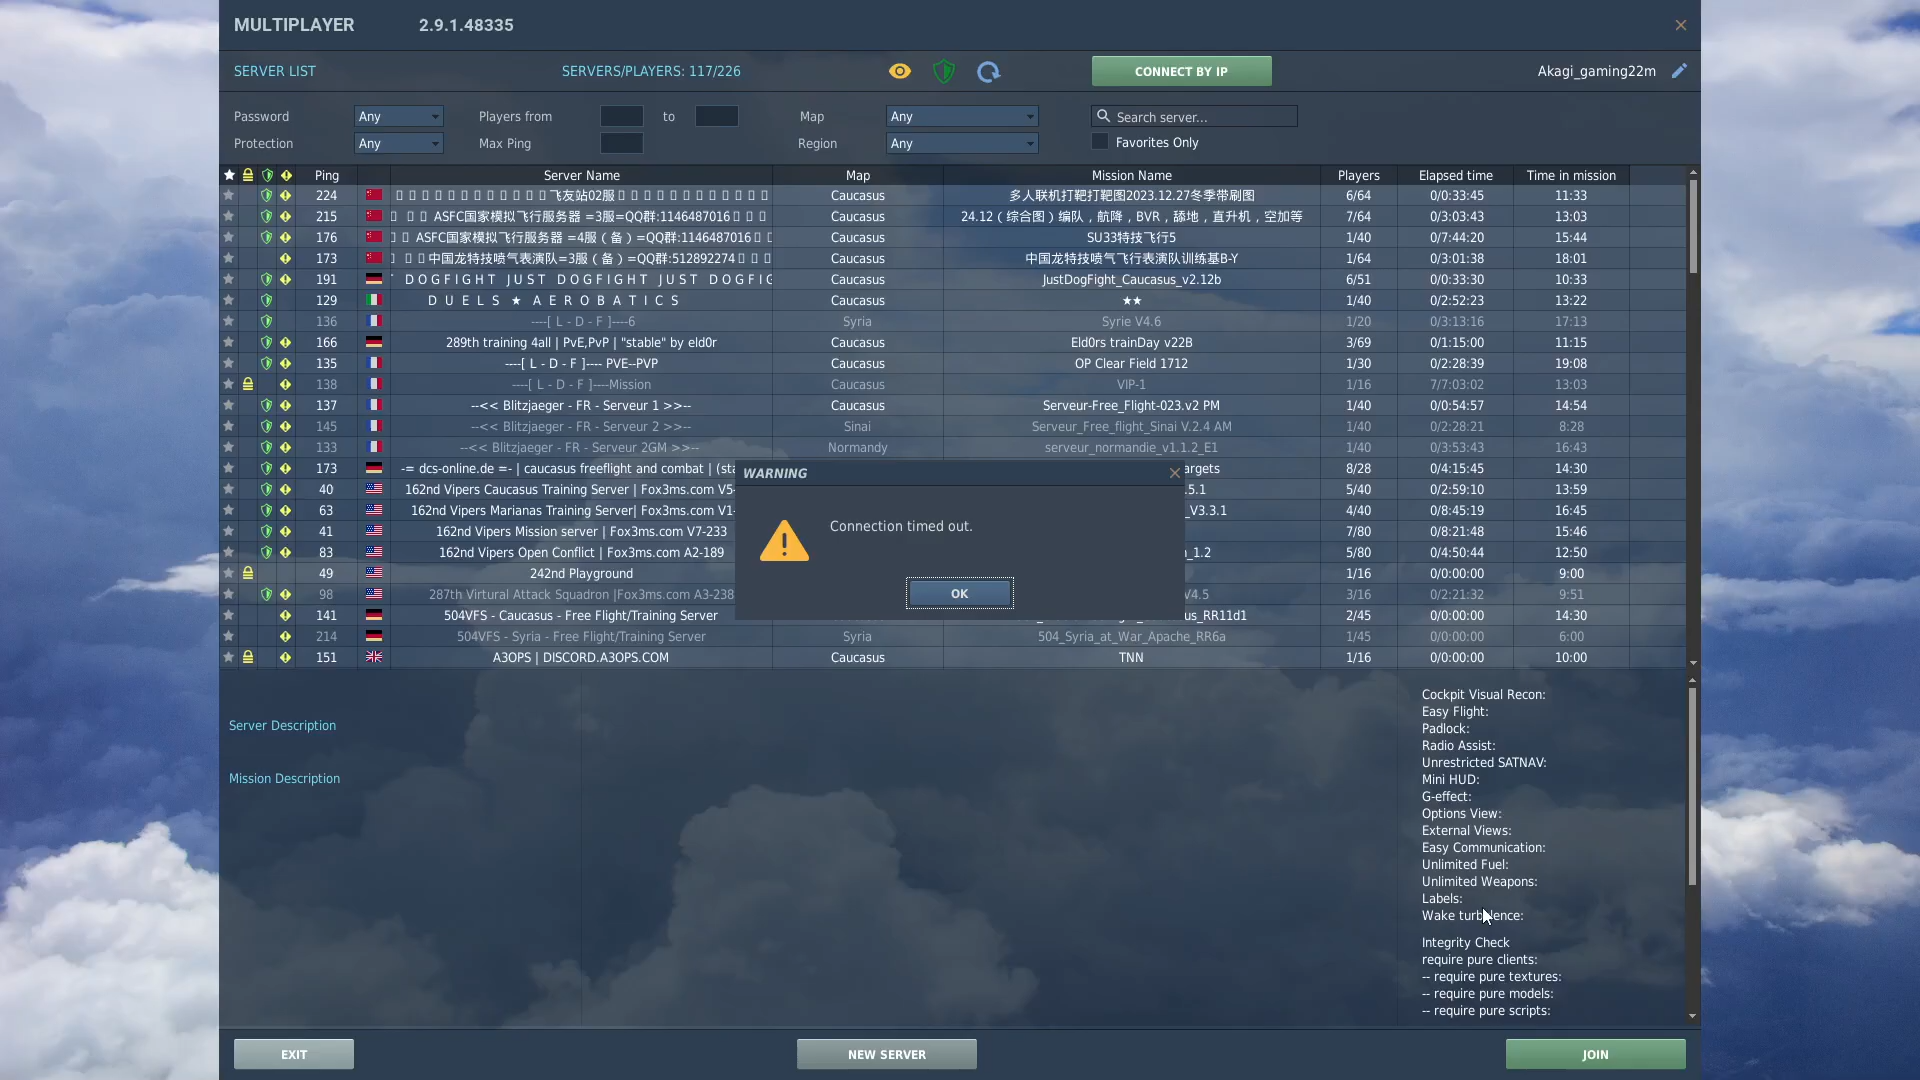 MULTIPLAYER 2.9.1.48335
SERVER LIST SERVERS/PLAYERS: 117/226 CONNECT BY IP Akagi_gaming22m
Password Any Players from to Map Any Search server...
Protection Any Max Ping Region Any Favorites Only
Ping Server Name Map Mission Name Players Elapsed time Time in mission
224 飞友站02服 Caucasus 多人联机打靶打靶图2023.12.27冬季带刷图 6/64 0/0:33:45 11:33
215 ASFC国家模拟飞行服务器 =3服=QQ群:1146487016 Caucasus 24.12（综合图）编队，航降，BVR，舔地，直升机，空加等 7/64 0/3:03:43 13:03
176 ASFC国家模拟飞行服务器 =4服（备）=QQ群:1146487016 Caucasus SU33特技飞行5 1/40 0/7:44:20 15:44
173 中国龙特技喷气表演队=3服（备）=QQ群:512892274 Caucasus 中国龙特技喷气飞行表演队训练基B-Y 1/64 0/3:01:38 18:01
191 DOGFIGHT JUST DOGFIGHT JUST DOGFIG Caucasus JustDogFight_Caucasus_v2.12b 6/51 0/0:33:30 10:33
129 DUELS ★ AEROBATICS Caucasus ★★ 1/40 0/2:52:23 13:22
136 ----[ L - D - F ]----6 Syria Syrie V4.6 1/20 0/3:13:16 17:13
166 289th training 4all | PvE,PvP | "stable" by eld0r Caucasus Eld0rs trainDay v22B 3/69 0/1:15:00 11:15
135 ----[ L - D - F ]---- PVE--PVP Caucasus OP Clear Field 1712 1/30 0/2:28:39 19:08
138 ----[ L - D - F ]----Mission Caucasus VIP-1 1/16 7/7:03:02 13:03
137 --<< Blitzjaeger - FR - Serveur 1 >>-- Caucasus Serveur-Free_Flight-023.v2 PM 1/40 0/0:54:57 14:54
145 --<< Blitzjaeger - FR - Serveur 2 >>-- Sinai Serveur_Free_flight_Sinai V.2.4 AM 1/40 0/2:28:21 8:28
133 --<< Blitzjaeger - FR - Serveur 2GM >>-- Normandy serveur_normandie_v1.1.2_E1 1/40 0/3:53:43 16:43
173 -= dcs-online.de =- | caucasus freeflight and combat | (sta argets 8/28 0/4:15:45 14:30
40 162nd Vipers Caucasus Training Server | Fox3ms.com V5- .5.1 5/40 0/2:59:10 13:59
63 162nd Vipers Marianas Training Server| Fox3ms.com V1- _V3.3.1 4/40 0/8:45:19 16:45
41 162nd Vipers Mission server | Fox3ms.com V7-233 7/80 0/8:21:48 15:46
83 162nd Vipers Open Conflict | Fox3ms.com A2-189 _1.2 5/80 0/4:50:44 12:50
49 242nd Playground 1/16 0/0:00:00 9:00
98 287th Virtural Attack Squadron |Fox3ms.com A3-238 V4.5 3/16 0/2:21:32 9:51
141 504VFS - Caucasus - Free Flight/Training Server us_RR11d1 2/45 0/0:00:00 14:30
214 504VFS - Syria - Free Flight/Training Server Syria 504_Syria_at_War_Apache_RR6a 1/45 0/0:00:00 6:00
151 A3OPS | DISCORD.A3OPS.COM Caucasus TNN 1/16 0/0:00:00 10:00
WARNING
Connection timed out.
OK
Server Description
Mission Description
Cockpit Visual Recon:
Easy Flight:
Padlock:
Radio Assist:
Unrestricted SATNAV:
Mini HUD:
G-effect:
Options View:
External Views:
Easy Communication:
Unlimited Fuel:
Unlimited Weapons:
Labels:
Wake turbulence:
Integrity Check
require pure clients:
-- require pure textures:
-- require pure models:
-- require pure scripts:
EXIT NEW SERVER JOIN